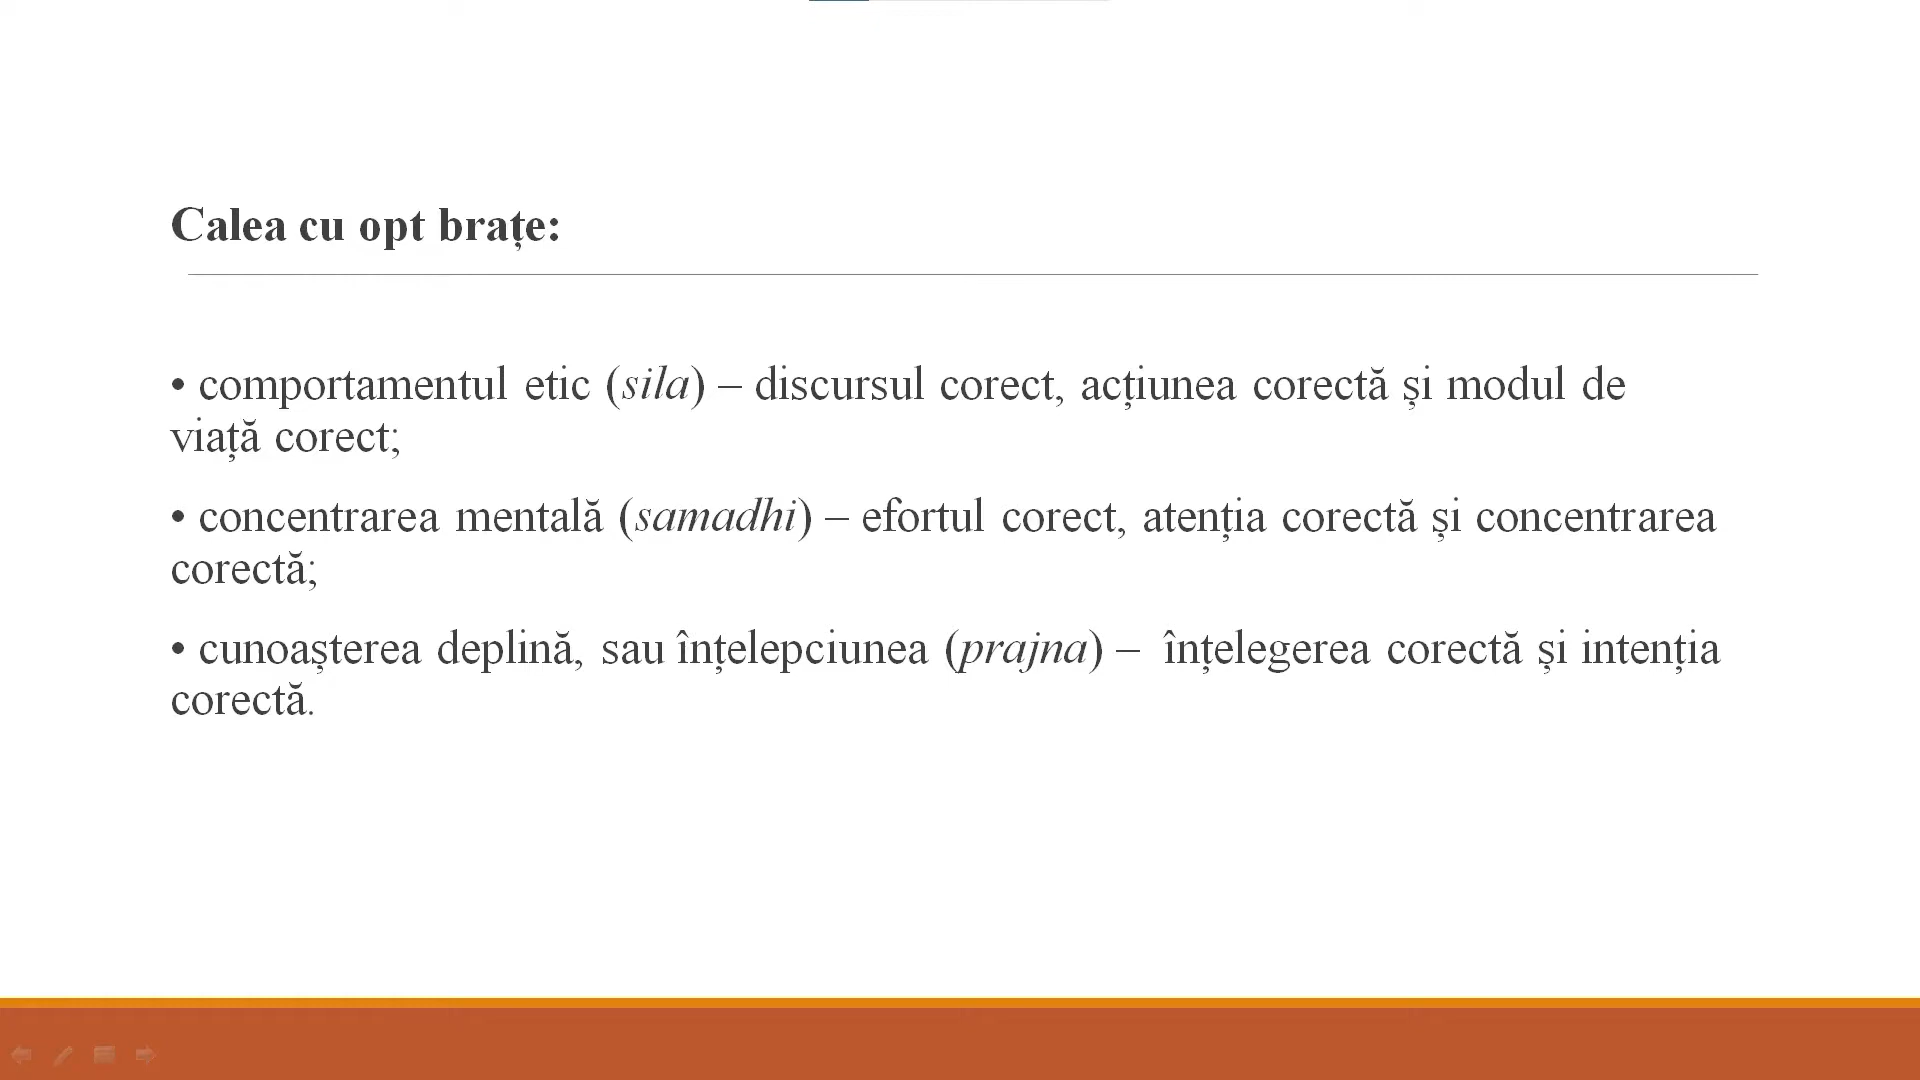 Calea cu opt brațe:
• comportamentul etic (sila) – discursul corect, acțiunea corectă și modul de
viață corect;
• concentrarea mentală (samadhi) – efortul corect, atenția corectă și concentrarea
corectă;
• cunoașterea deplină, sau înțelepciunea (prajna) – înțelegerea corectă și intenția
corectă.